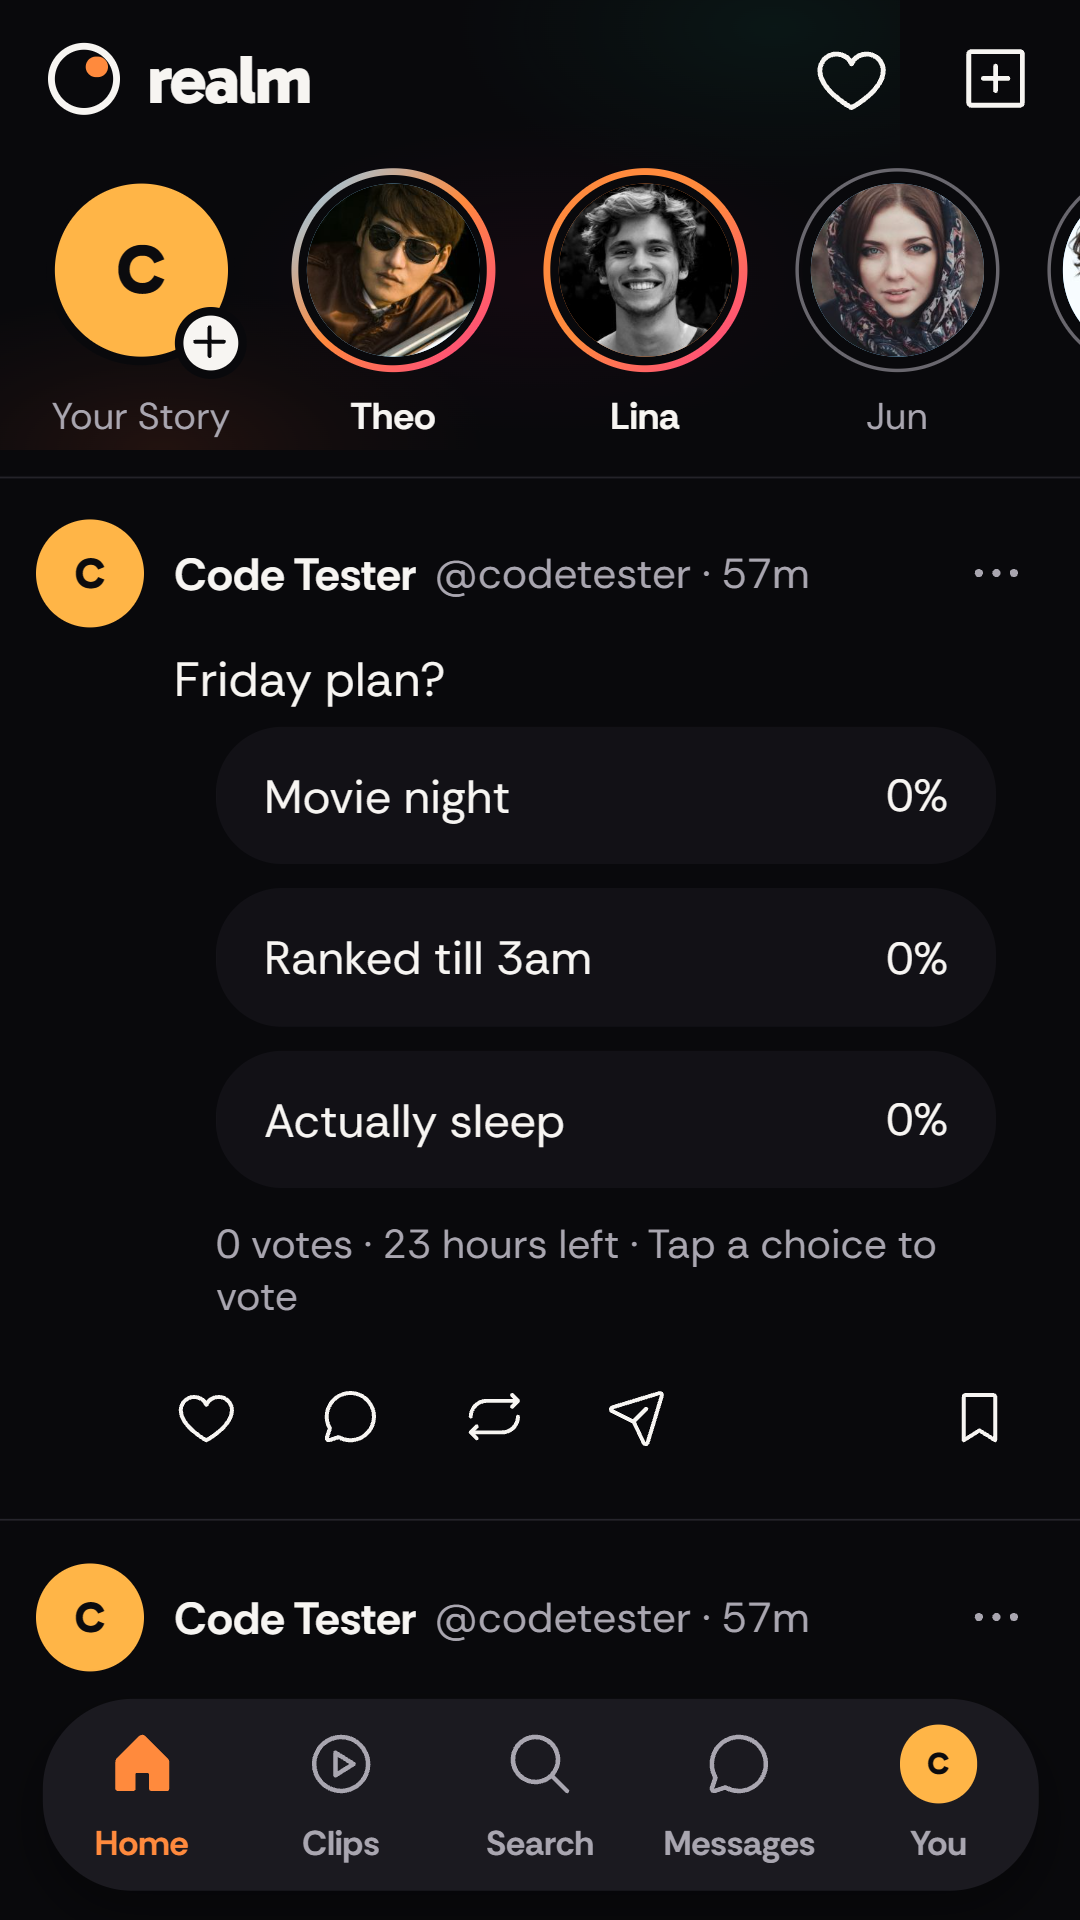 realm
C
Your Story
Theo
Lina
Jun
C
Code Tester @codetester · 57m
Friday plan?
Movie night 0%
Ranked till 3am 0%
Actually sleep 0%
0 votes · 23 hours left · Tap a choice to
vote
C
Code Tester @codetester · 57m
C
Home
Clips
Search
Messages
You